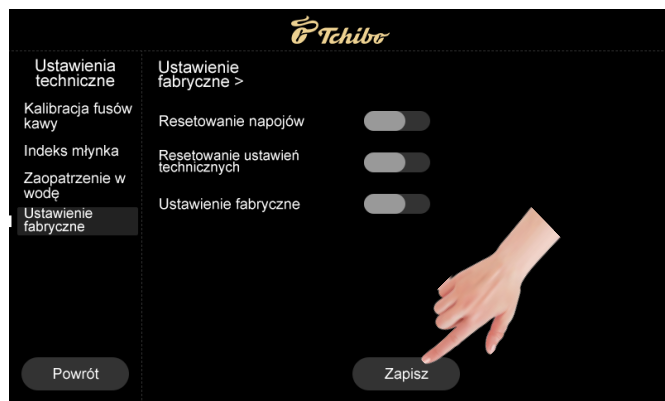 Tchibo
Ustawienia
techniczne
Kalibracja fusów
kawy
Indeks młynka
Zaopatrzenie w
wodę
Ustawienie
fabryczne
Powrót
Ustawienie
fabryczne >
Resetowanie napojów
Resetowanie ustawień
technicznych
Ustawienie fabryczne
Zapisz